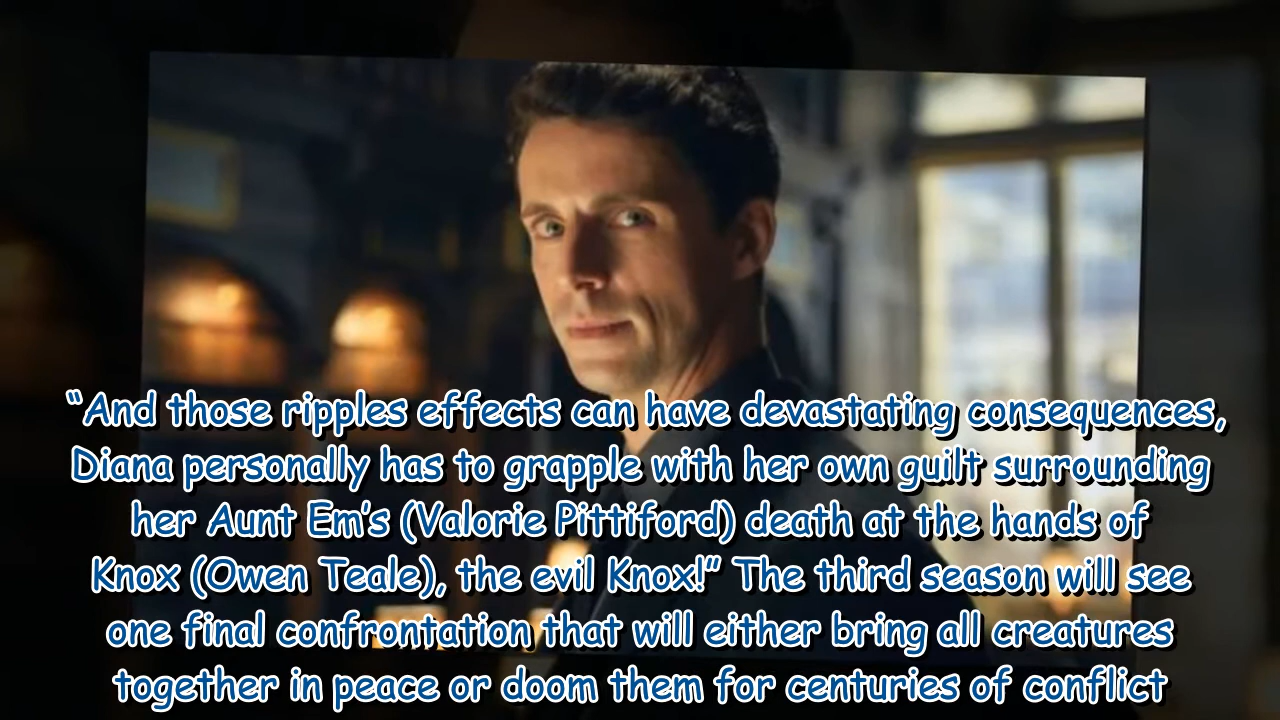 “And those ripples effects can have devastating consequences,
Diana personally has to grapple with her own guilt surrounding
her Aunt Em’s (Valorie Pittiford) death at the hands of
Knox (Owen Teale), the evil Knox!” The third season will see
one final confrontation that will either bring all creatures
together in peace or doom them for centuries of conflict